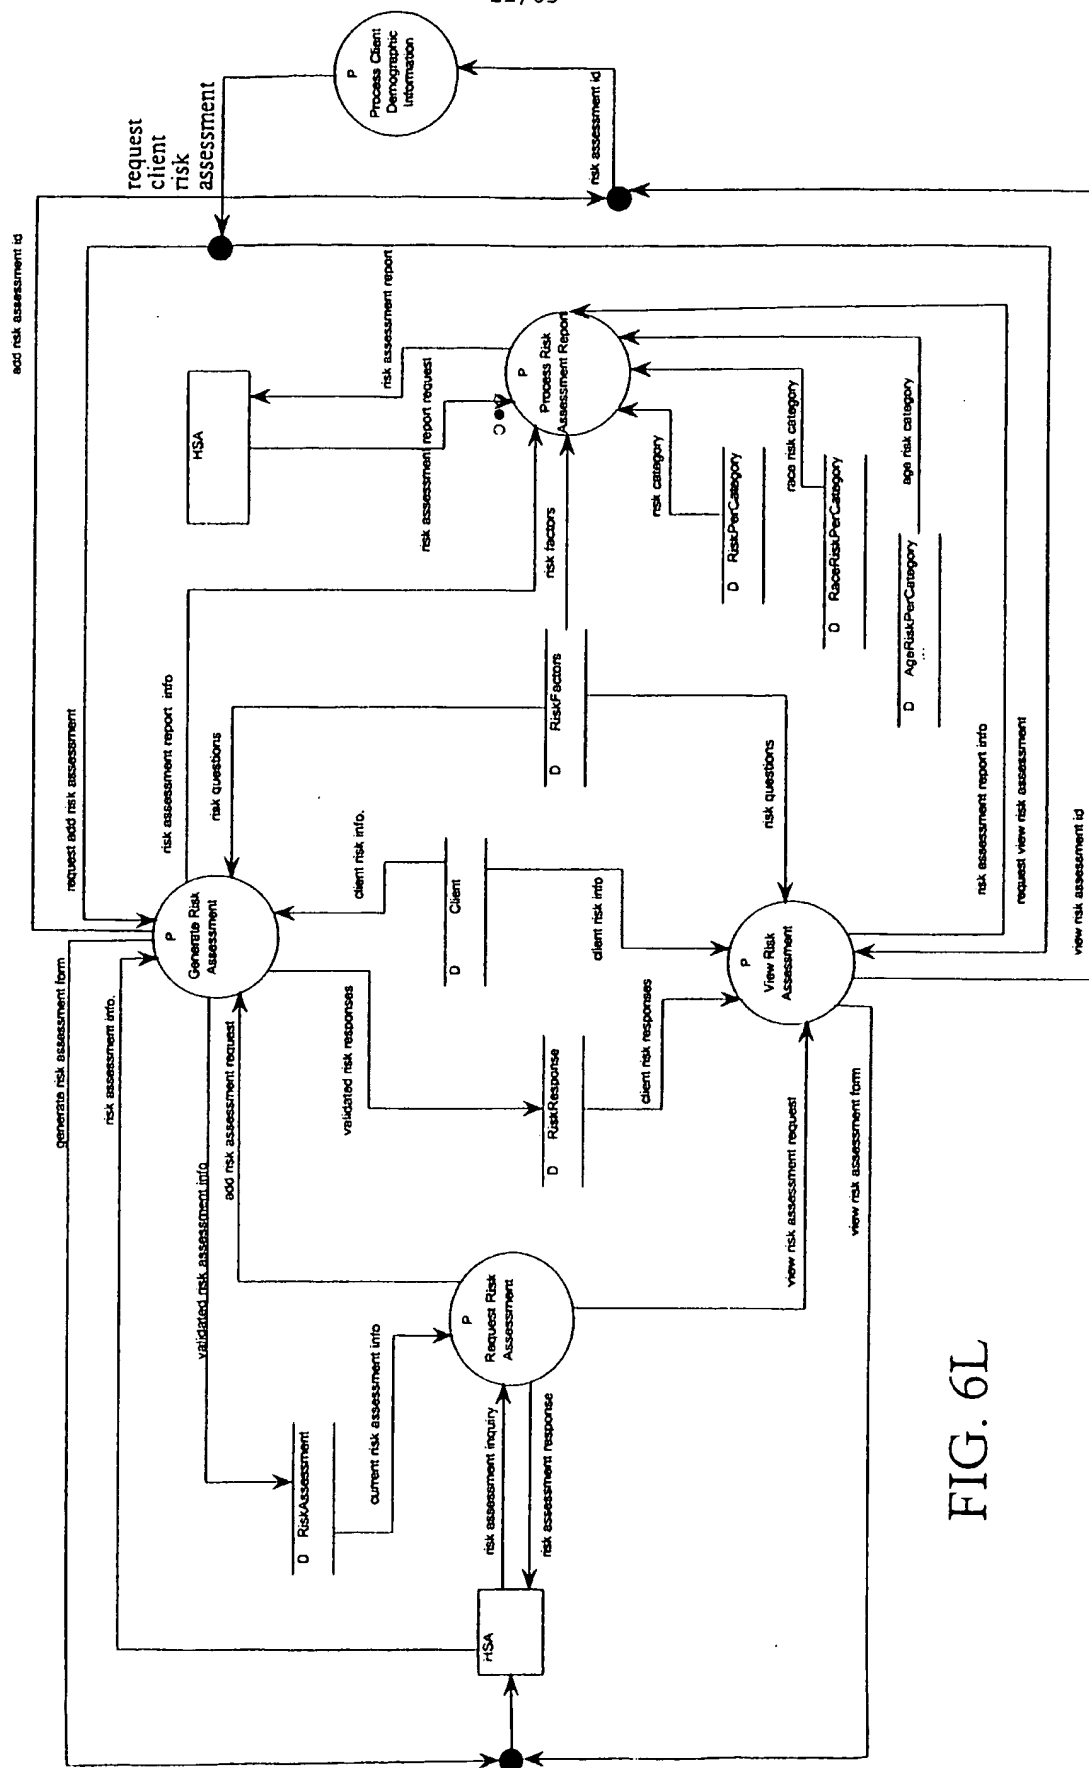 request
client
risk
assessment
P
Process Client
Demographic
Information
risk assessment id
add risk assessment id
request add risk assessment
risk assessment report
HSA
risk assessment report request
P
Process Risk
Assessment Report
C
risk assessment report info
risk factors
risk category
race risk category
age risk category
D RiskPerCategory
D RaceRiskPerCategory
D AgeRiskPerCategory
risk questions
D RiskFactors
risk questions
client risk info.
D Client
client risk info
P
Generate Risk
Assessment
generate risk assessment form
risk assessment info.
validated risk responses
add risk assessment request
validated risk assessment info
D RiskResponse
client risk responses
P
View Risk
Assessment
risk assessment report info
request view risk assessment
view risk assessment id
view risk assessment request
view risk assessment form
P
Request Risk
Assessment
D RiskAssessment
current risk assessment info
risk assessment inquiry
risk assessment response
HSA
FIG. 6L